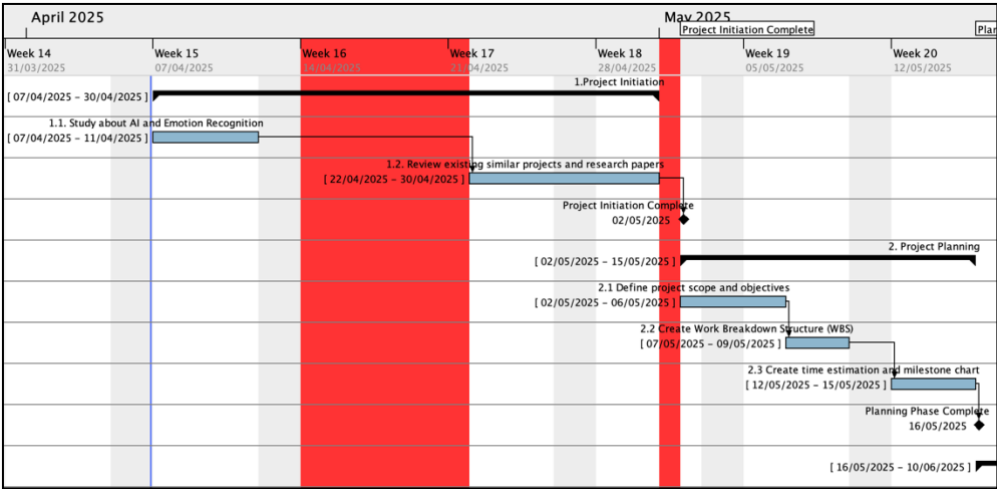 April 2025
May 2025
Project Initiation Complete
Plar
Week 14
Week 15
Week 16
Week 17
Week 18
Week 19
Week 20
31/03/2025
07/04/2025
14/04/2025
21/04/2025
28/04/2025
05/05/2025
12/05/2025
1.Project Initiation
[ 07/04/2025 - 30/04/2025 ]
1.1. Study about AI and Emotion Recognition
[ 07/04/2025 - 11/04/2025 ]
1.2. Review existing similar projects and research papers
[ 22/04/2025 - 30/04/2025 ]
Project Initiation Complete
02/05/2025
2. Project Planning
[ 02/05/2025 - 15/05/2025 ]
2.1 Define project scope and objectives
[ 02/05/2025 - 06/05/2025 ]
2.2 Create Work Breakdown Structure (WBS)
[ 07/05/2025 - 09/05/2025 ]
2.3 Create time estimation and milestone chart
[ 12/05/2025 - 15/05/2025 ]
Planning Phase Complete
16/05/2025
[ 16/05/2025 - 10/06/2025 ]